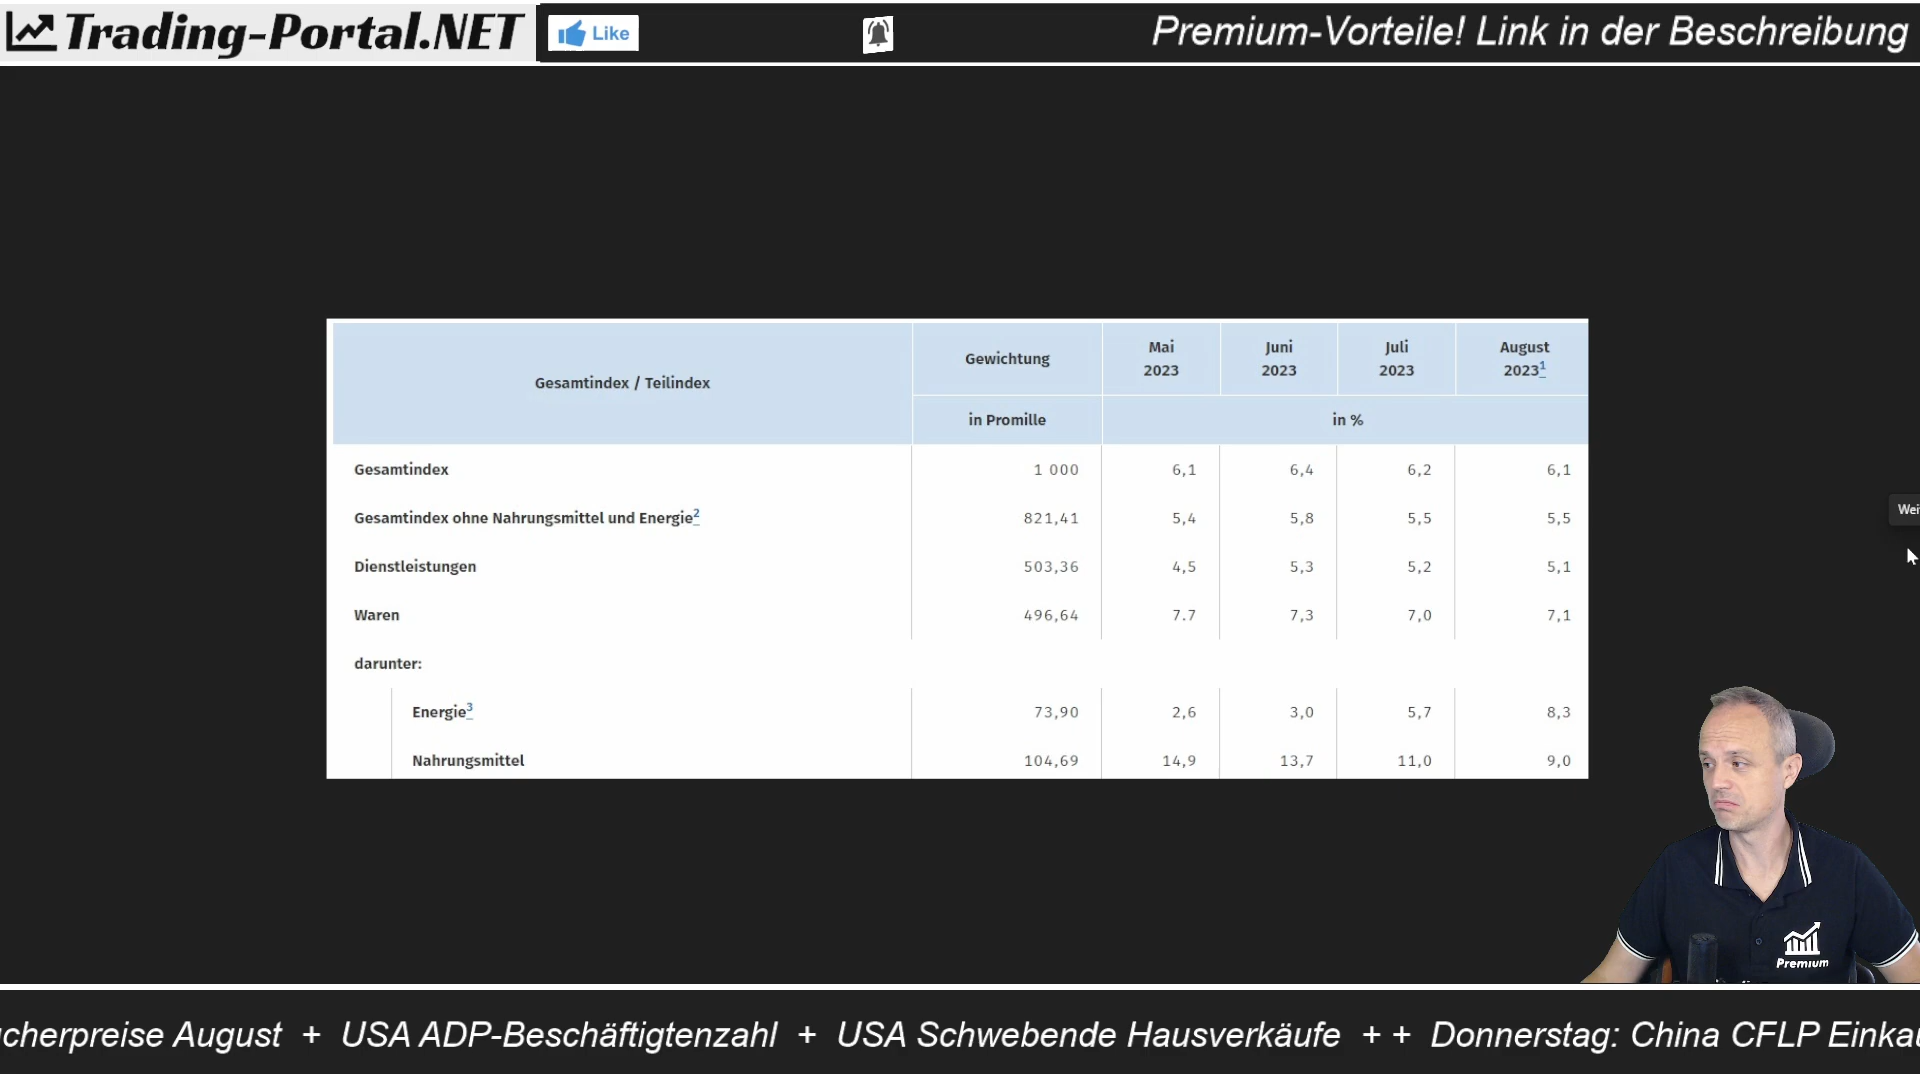 Trading-Portal.NET
Like
Premium-Vorteile! Link in der Beschreibung
Gesamtindex / Teilindex
Gewichtung
Mai 2023
Juni 2023
Juli 2023
August 2023¹
in Promille
in %
Gesamtindex 1 000 6,1 6,4 6,2 6,1
Gesamtindex ohne Nahrungsmittel und Energie² 821,41 5,4 5,8 5,5 5,5
Dienstleistungen 503,36 4,5 5,3 5,2 5,1
Waren 496,64 7.7 7,3 7,0 7,1
darunter:
Energie³ 73,90 2,6 3,0 5,7 8,3
Nahrungsmittel 104,69 14,9 13,7 11,0 9,0
Premium
cherpreise August + USA ADP-Beschäftigtenzahl + USA Schwebende Hausverkäufe + + Donnerstag: China CFLP Einka